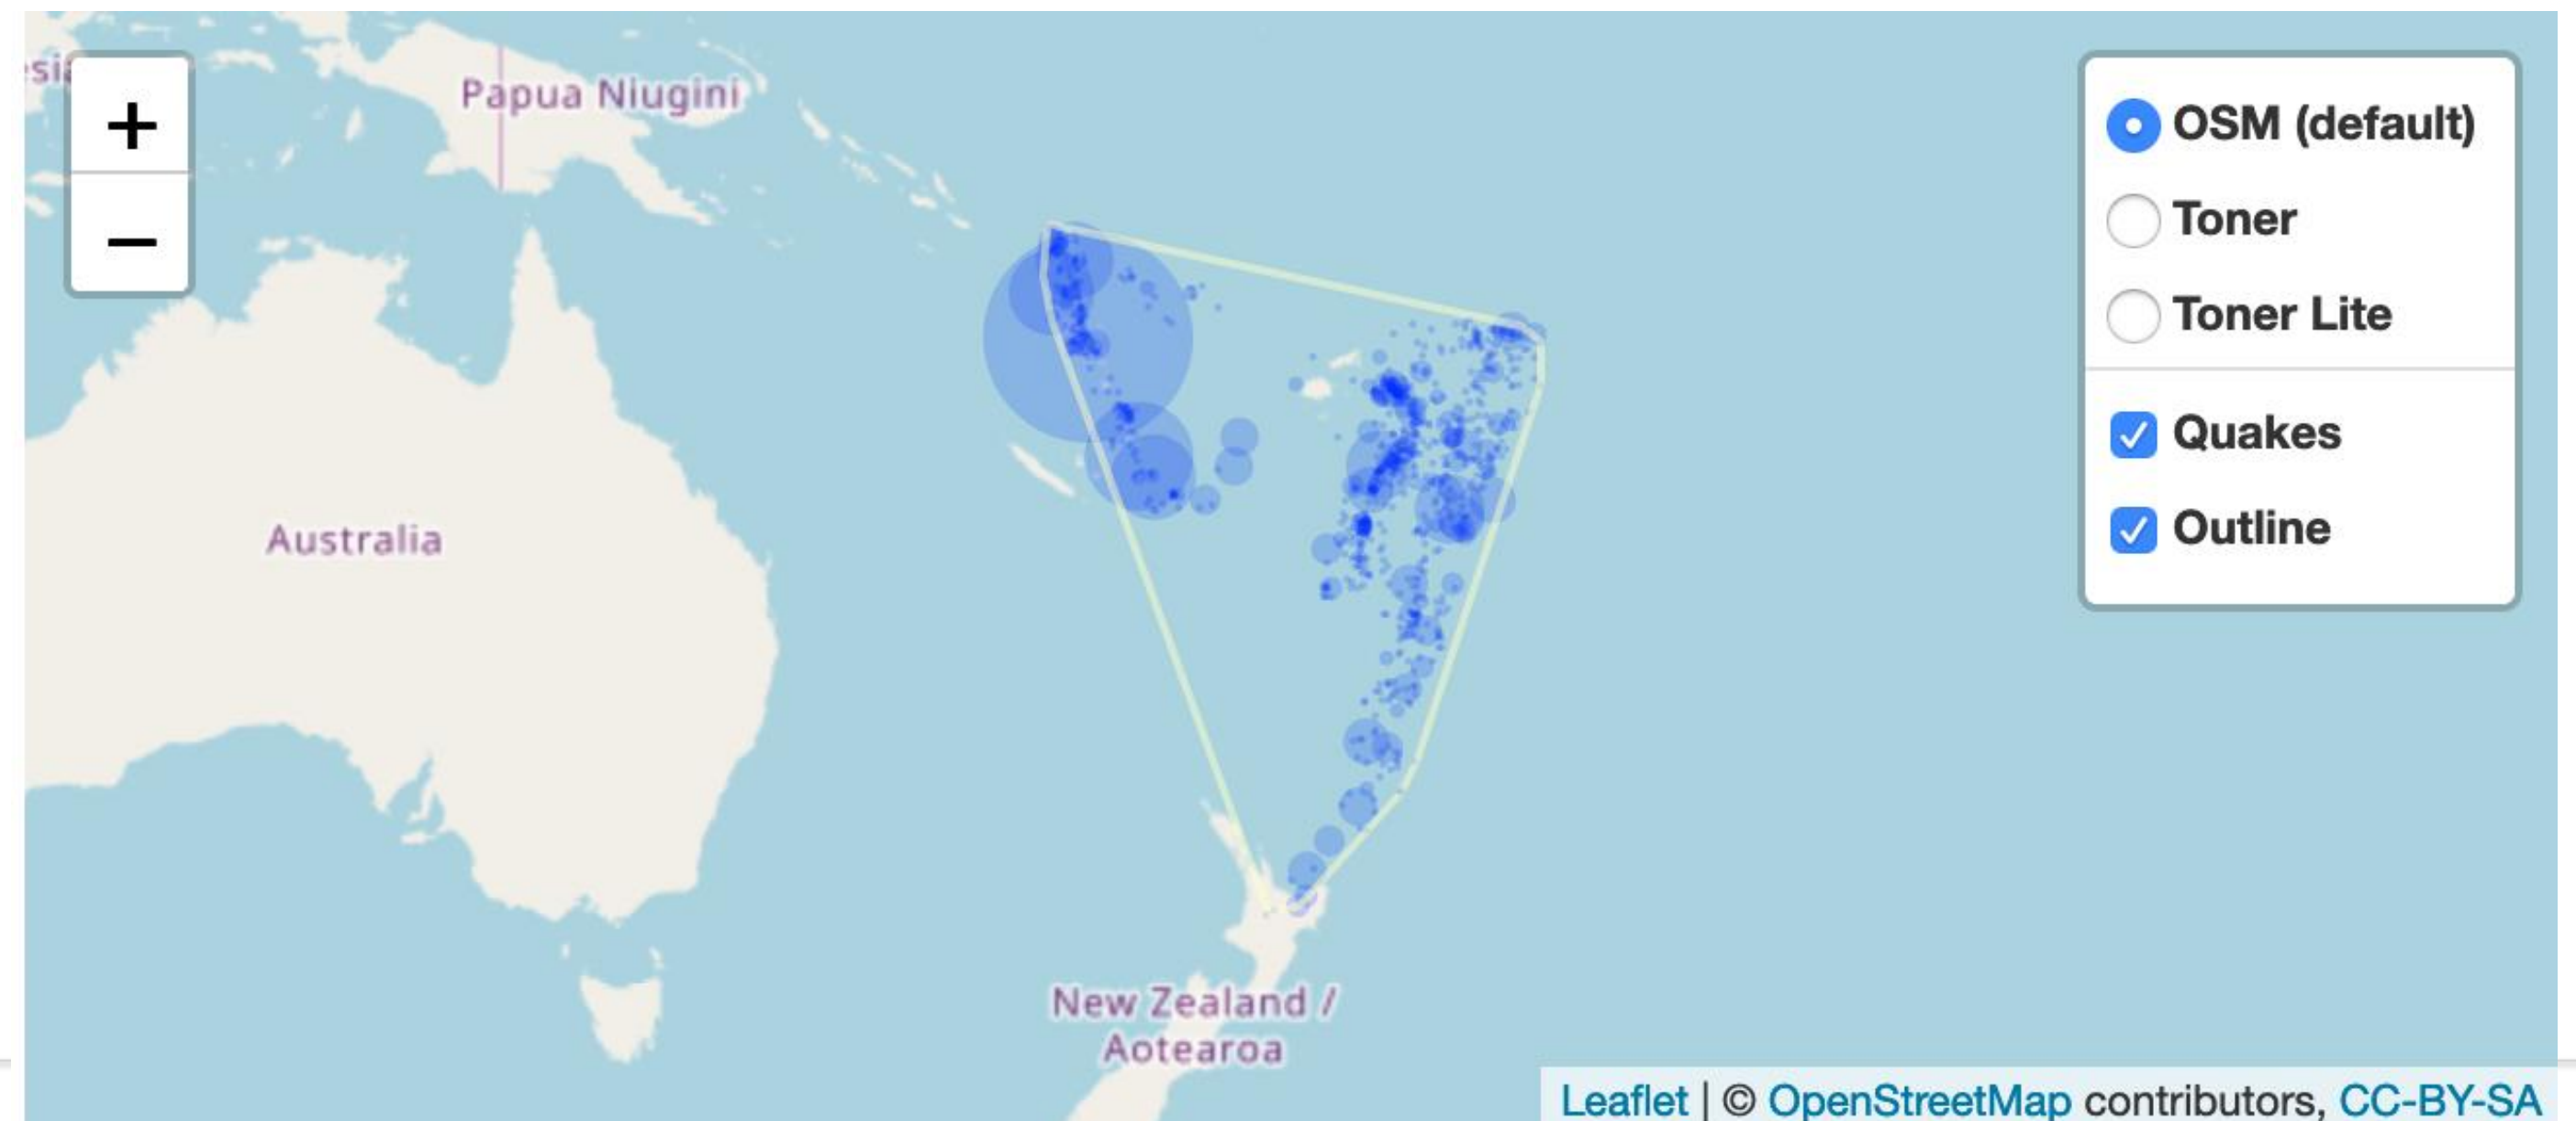 sia
+
−
Papua Niugini
Australia
New Zealand /
Aotearoa
OSM (default)
Toner
Toner Lite
Quakes
Outline
Leaflet | © OpenStreetMap contributors, CC-BY-SA